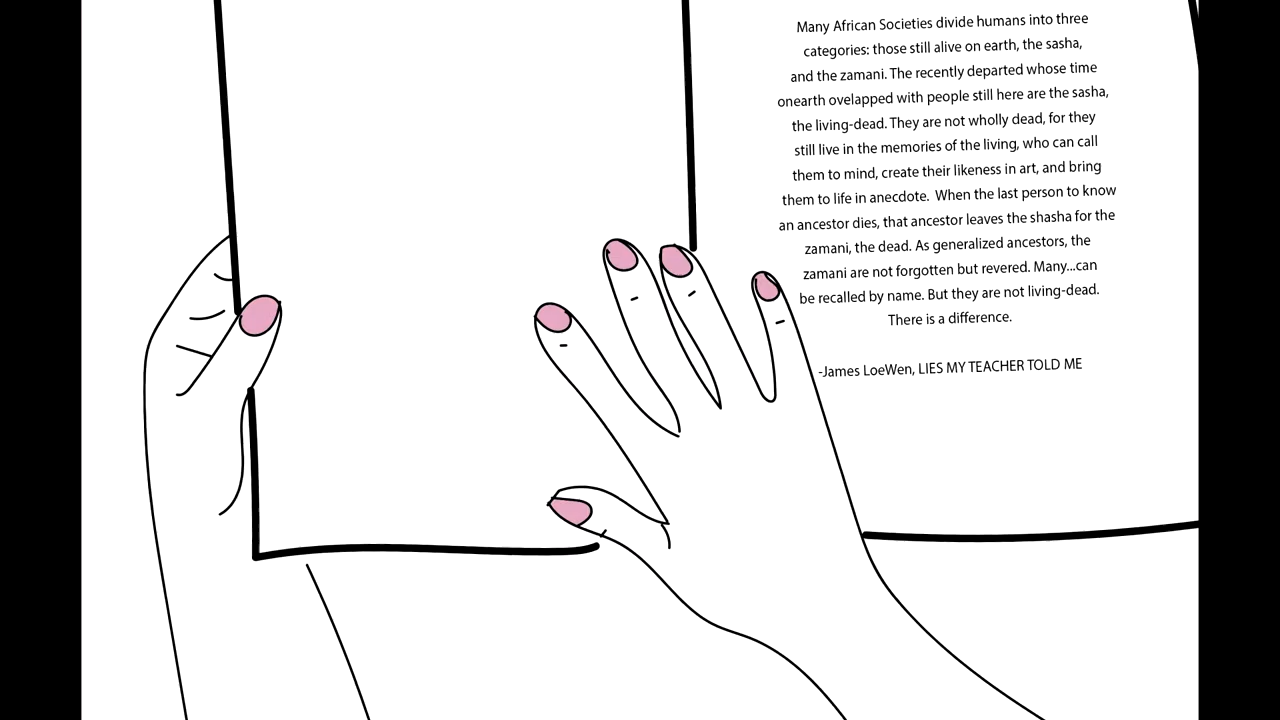 Many African Societies divide humans into three
categories: those still alive on earth, the sasha,
and the zamani. The recently departed whose time
onearth ovelapped with people still here are the sasha,
the living-dead. They are not wholly dead, for they
still live in the memories of the living, who can call
them to mind, create their likeness in art, and bring
them to life in anecdote.  When the last person to know
an ancestor dies, that ancestor leaves the shasha for the
zamani, the dead. As generalized ancestors, the
zamani are not forgotten but revered. Many...can
be recalled by name. But they are not living-dead.
There is a difference.
-James LoeWen, LIES MY TEACHER TOLD ME